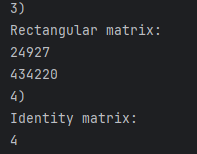 3)
Rectangular matrix:
24927
434220
4)
Identity matrix:
4